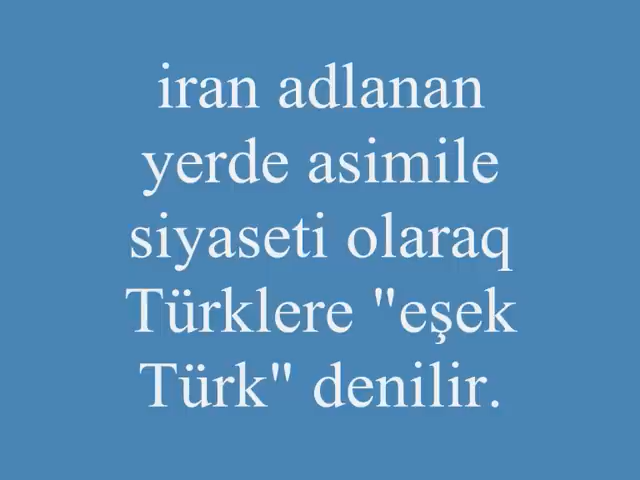 iran adlanan
yerde asimile
siyaseti olaraq
Türklere "eşek
Türk" denilir.